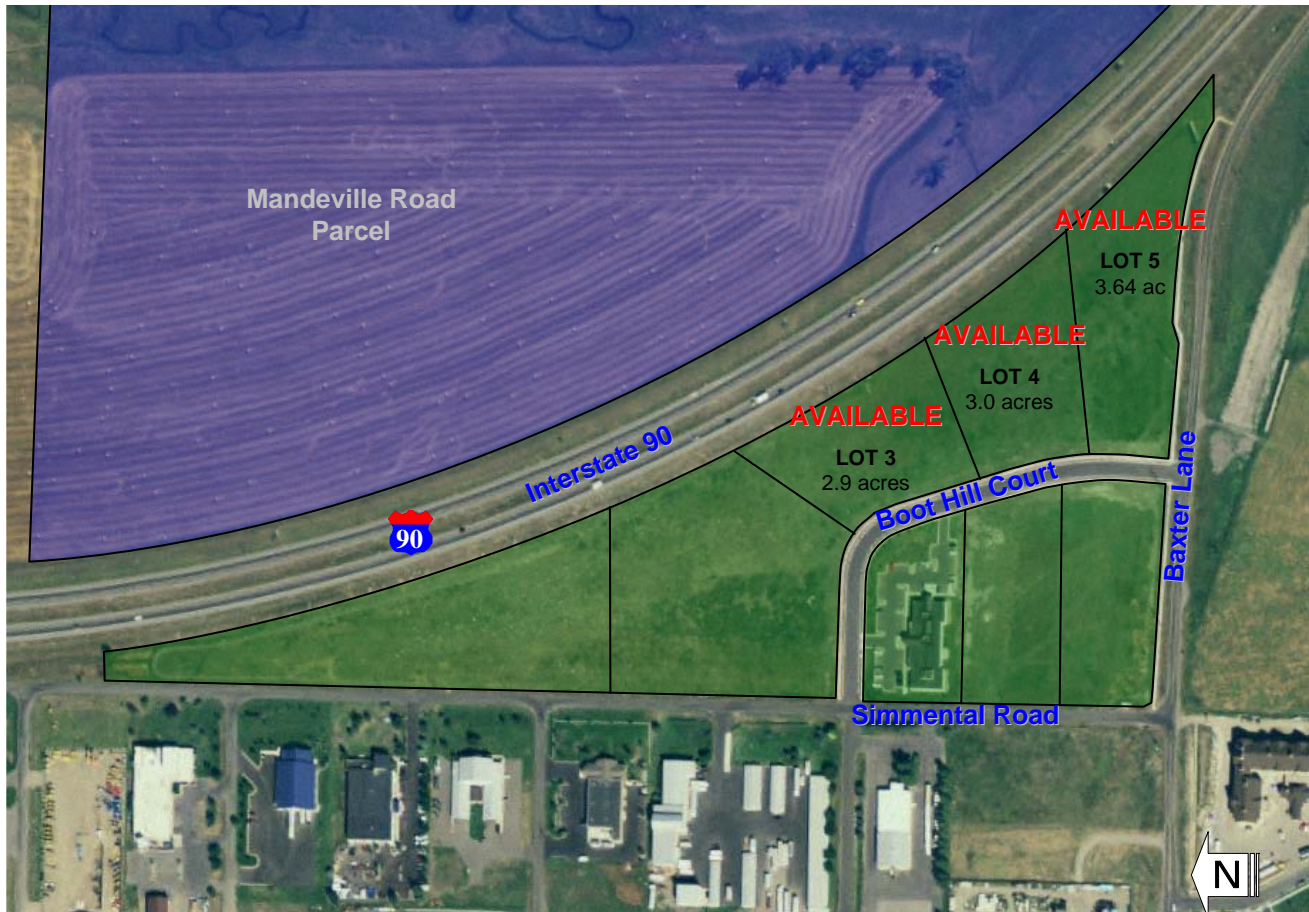 Mandeville Road
Parcel
AVAILABLE
LOT 5
3.64 ac
AVAILABLE
LOT 4
3.0 acres
AVAILABLE
LOT 3
2.9 acres
Interstate 90
90
Boot Hill Court
Baxter Lane
Simmental Road
N